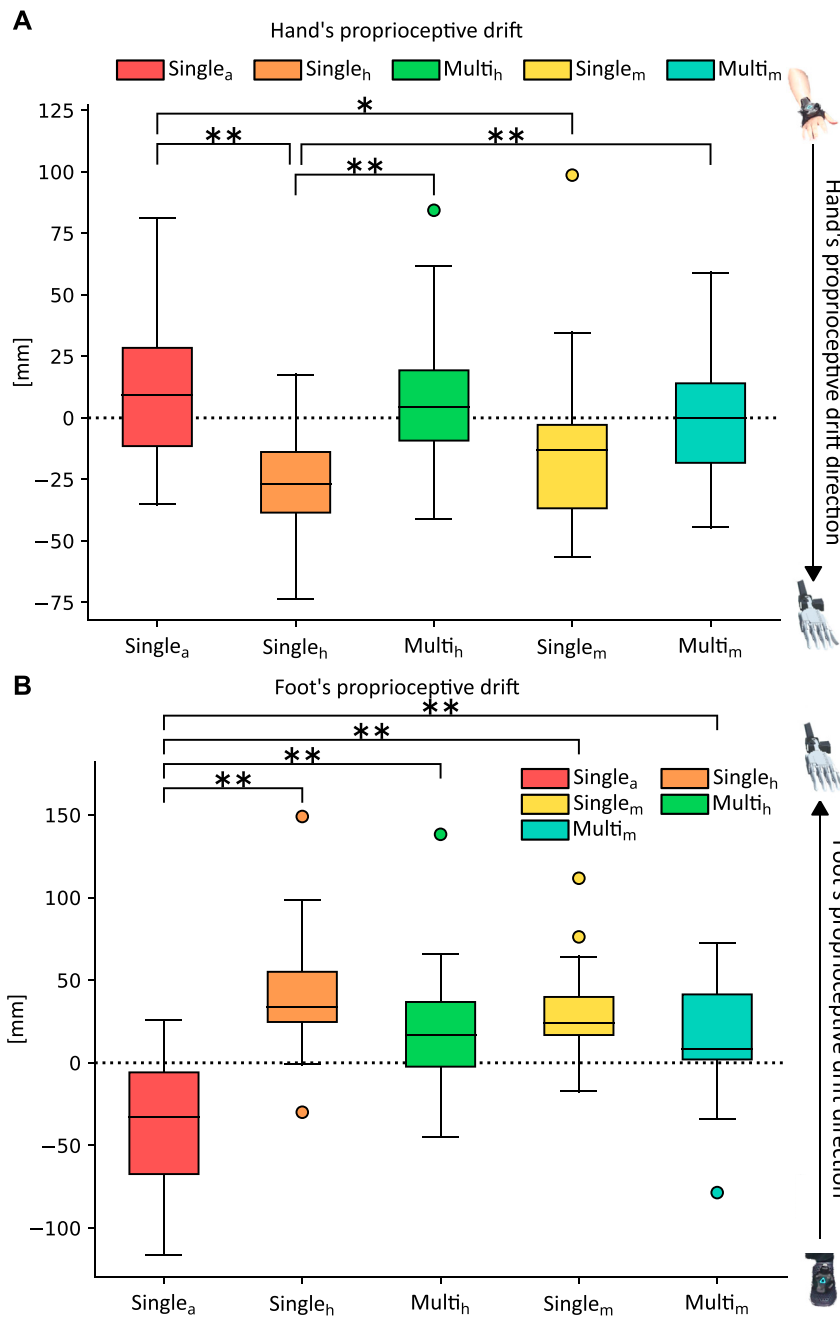 A
Hand's proprioceptive drift
Singleₐ Singleₕ Multiₕ Singleₘ Multiₘ
* 
** **
**
125
100
75
50
25
0
−25
−50
−75
[mm]
Hand's proprioceptive drift direction
Singleₐ Singleₕ Multiₕ Singleₘ Multiₘ
B
Foot's proprioceptive drift
**
**
**
**
Singleₐ Singleₕ
Singleₘ Multiₕ
Multiₘ
150
100
50
0
−50
−100
[mm]
Foot's proprioceptive drift direction
Singleₐ Singleₕ Multiₕ Singleₘ Multiₘ